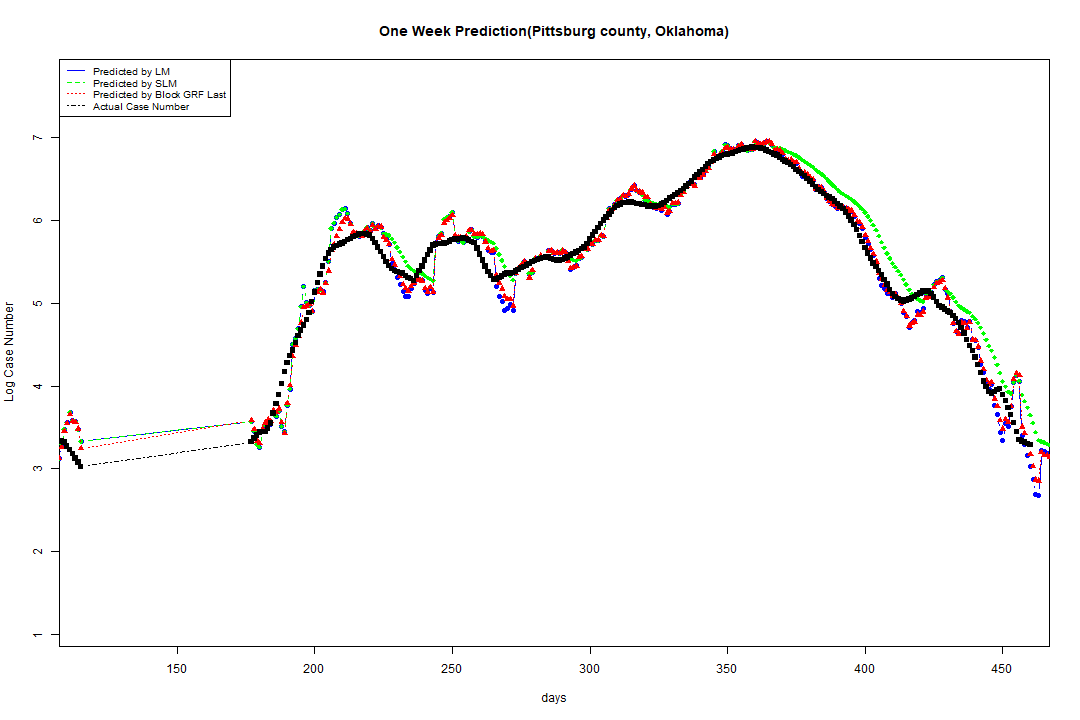 One Week Prediction(Pittsburg county, Oklahoma)
Predicted by LM
Predicted by SLM
Predicted by Block GRF Last
Actual Case Number
Log Case Number
7
6
5
4
3
2
1
150 200 250 300 350 400 450
days